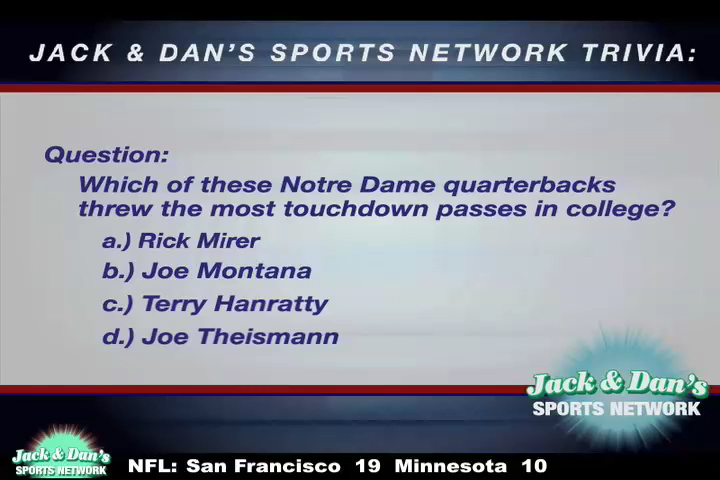 JACK & DAN'S SPORTS NETWORK TRIVIA:
Question:
Which of these Notre Dame quarterbacks
threw the most touchdown passes in college?
a.) Rick Mirer
b.) Joe Montana
c.) Terry Hanratty
d.) Joe Theismann
Jack & Dan's
SPORTS NETWORK
Jack & Dan's
SPORTS NETWORK
NFL: San Francisco 19 Minnesota 10